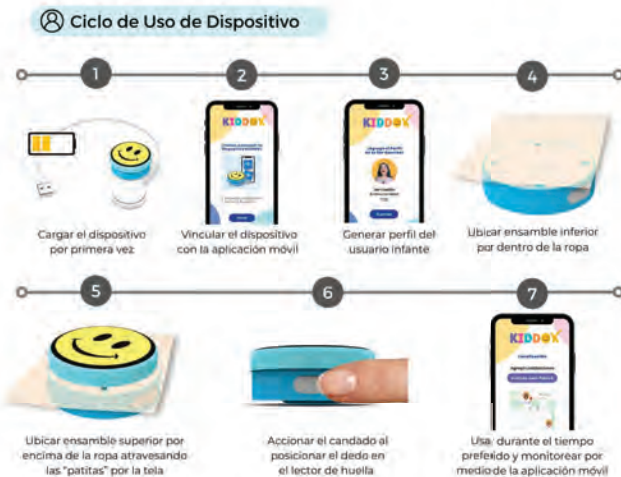 Ciclo de Uso de Dispositivo
1
2
3
4
KIDDOX
KIDDOX
Cargar el dispositivo
por primera vez
Vincular el dispositivo
con la aplicación móvil
Generar perfil del
usuario infante
Ubicar ensamble inferior
por dentro de la ropa
5
6
7
KIDDOX
Localización
Ubicar ensamble superior por
encima de la ropa atravesando
las "patitas" por la tela
Accionar el candado al
posicionar el dedo en
el lector de huella
Usa, durante el tiempo
preferido y monitorear por
medio de la aplicación móvil